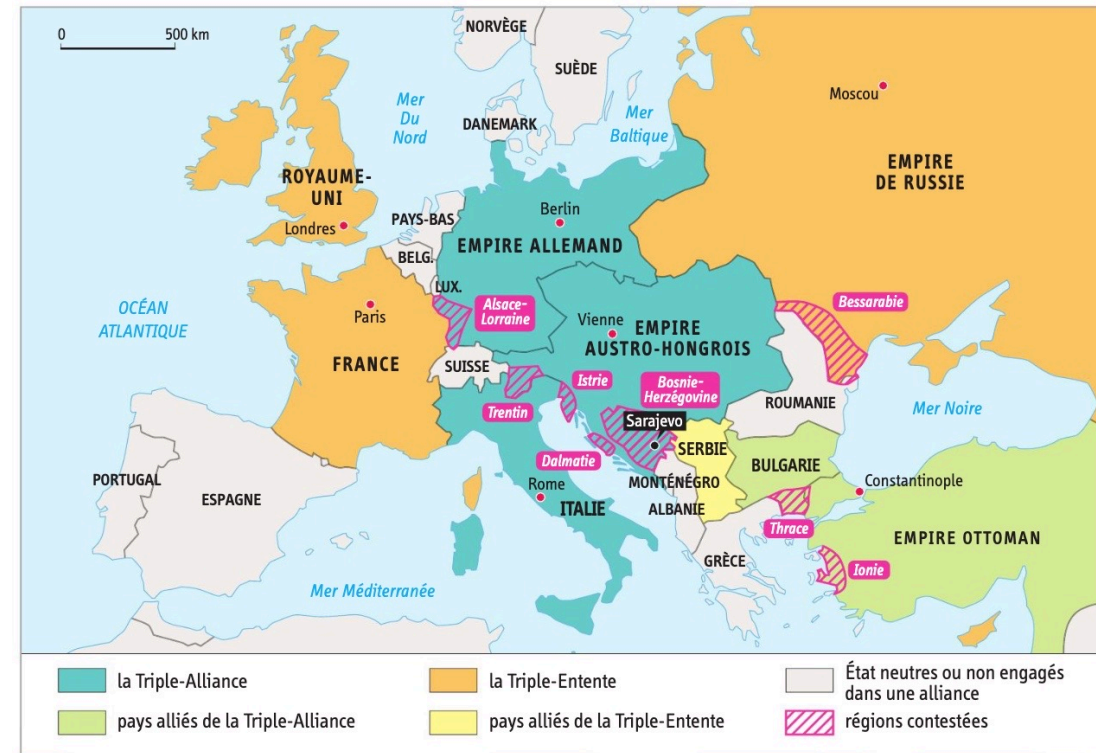 0 500 km
NORVÈGE
SUÈDE
Moscou
Mer
Du
Nord
Mer
Baltique
DANEMARK
EMPIRE
DE RUSSIE
ROYAUME-
UNI
Londres
PAYS-BAS
Berlin
EMPIRE ALLEMAND
BELG.
LUX.
OCÉAN
ATLANTIQUE
Paris
Alsace-
Lorraine
Vienne
EMPIRE
AUSTRO-HONGROIS
Bessarabie
FRANCE
SUISSE
Trentin
Istrie
Bosnie-
Herzégovine
Sarajevo
ROUMANIE
Mer Noire
Dalmatie
SERBIE
BULGARIE
PORTUGAL
ESPAGNE
Rome
ITALIE
MONTÉNÉGRO
ALBANIE
Constantinople
Thrace
EMPIRE OTTOMAN
GRÈCE
Ionie
Mer Méditerranée
la Triple-Alliance
la Triple-Entente
État neutres ou non engagés
dans une alliance
pays alliés de la Triple-Alliance
pays alliés de la Triple-Entente
régions contestées